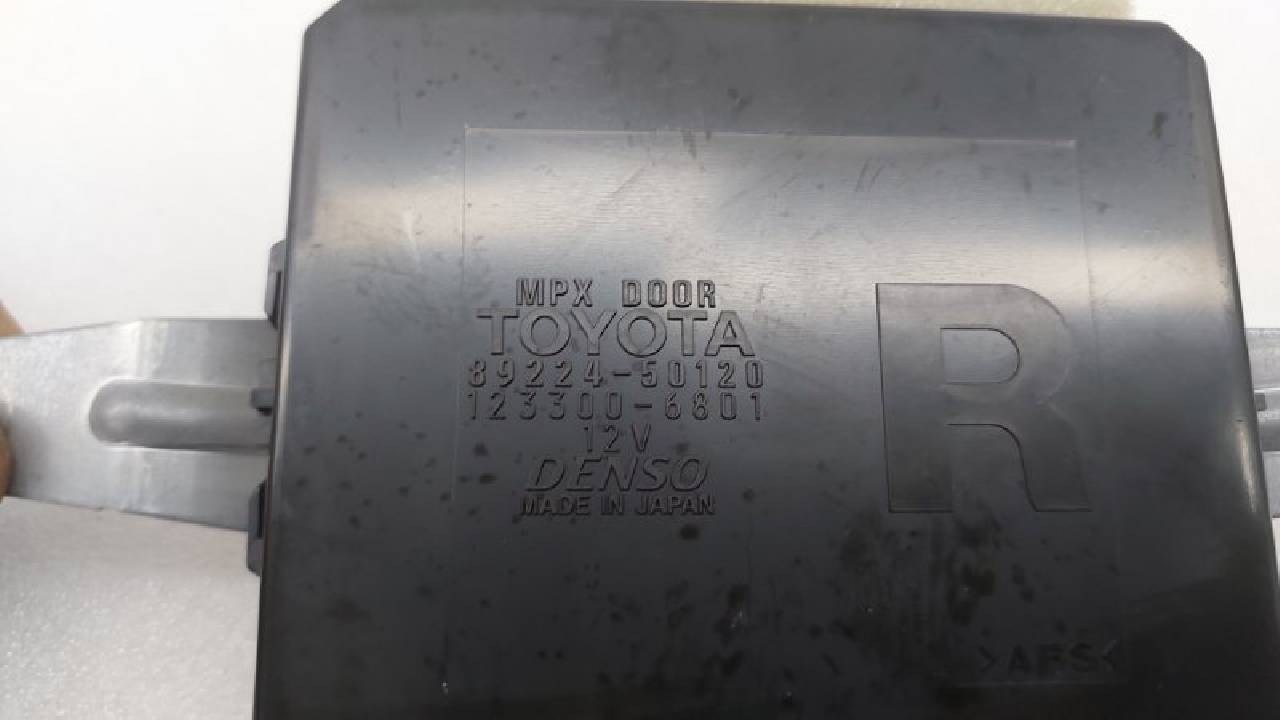 MPX DOOR
TOYOTA
89224-50120
123300-6801
12V
DENSO
MADE IN JAPAN
R